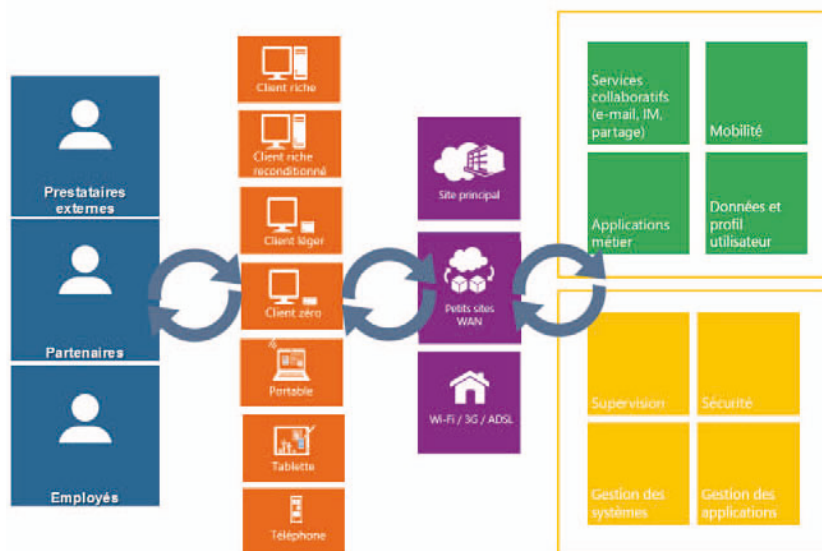 Prestataires
externes
Partenaires
Employés
Client riche
Client riche
reconditionné
Client léger
Client zéro
Portable
Tablette
Téléphone
Site principal
Petits sites
WAN
Wi-Fi / 3G / ADSL
Services
collaboratifs
(e-mail, IM,
partage)
Mobilité
Applications
métier
Données et
profil
utilisateur
Supervision
Sécurité
Gestion des
systèmes
Gestion des
applications